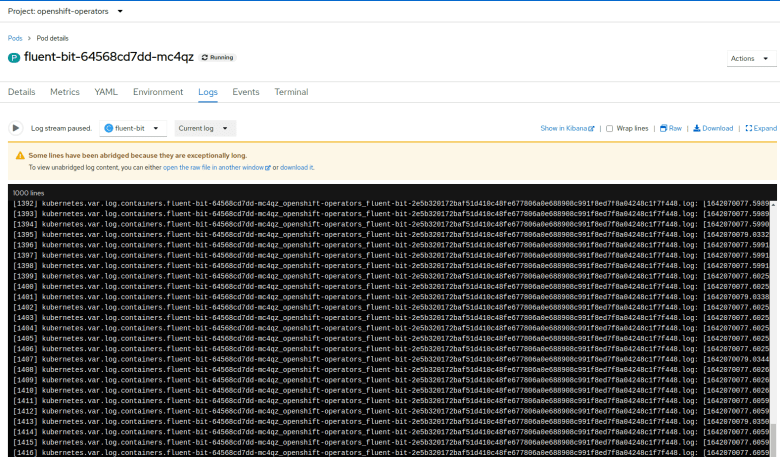 Project: openshift-operators
Pods > Pod details
P fluent-bit-64568cd7dd-mc4qz Running
Actions
Details Metrics YAML Environment Logs Events Terminal
Log stream paused. C fluent-bit Current log Show in Kibana | Wrap lines | Raw | Download | Expand
Some lines have been abridged because they are exceptionally long.
To view unabridged log content, you can either open the raw file in another window or download it.
1000 lines
[1392] kubernetes.var.log.containers.fluent-bit-64568cd7dd-mc4qz_openshift-operators_fluent-bit-2e5b320172baf51d410c48fe677806a0e688908c991f8ed7f8a04248c1f7f448.log: [1642070077.5989
[1393] kubernetes.var.log.containers.fluent-bit-64568cd7dd-mc4qz_openshift-operators_fluent-bit-2e5b320172baf51d410c48fe677806a0e688908c991f8ed7f8a04248c1f7f448.log: [1642070077.5989
[1394] kubernetes.var.log.containers.fluent-bit-64568cd7dd-mc4qz_openshift-operators_fluent-bit-2e5b320172baf51d410c48fe677806a0e688908c991f8ed7f8a04248c1f7f448.log: [1642070077.5990
[1395] kubernetes.var.log.containers.fluent-bit-64568cd7dd-mc4qz_openshift-operators_fluent-bit-2e5b320172baf51d410c48fe677806a0e688908c991f8ed7f8a04248c1f7f448.log: [1642070079.0332
[1396] kubernetes.var.log.containers.fluent-bit-64568cd7dd-mc4qz_openshift-operators_fluent-bit-2e5b320172baf51d410c48fe677806a0e688908c991f8ed7f8a04248c1f7f448.log: [1642070077.5991
[1397] kubernetes.var.log.containers.fluent-bit-64568cd7dd-mc4qz_openshift-operators_fluent-bit-2e5b320172baf51d410c48fe677806a0e688908c991f8ed7f8a04248c1f7f448.log: [1642070077.5991
[1398] kubernetes.var.log.containers.fluent-bit-64568cd7dd-mc4qz_openshift-operators_fluent-bit-2e5b320172baf51d410c48fe677806a0e688908c991f8ed7f8a04248c1f7f448.log: [1642070077.5991
[1399] kubernetes.var.log.containers.fluent-bit-64568cd7dd-mc4qz_openshift-operators_fluent-bit-2e5b320172baf51d410c48fe677806a0e688908c991f8ed7f8a04248c1f7f448.log: [1642070077.6025
[1400] kubernetes.var.log.containers.fluent-bit-64568cd7dd-mc4qz_openshift-operators_fluent-bit-2e5b320172baf51d410c48fe677806a0e688908c991f8ed7f8a04248c1f7f448.log: [1642070077.6025
[1401] kubernetes.var.log.containers.fluent-bit-64568cd7dd-mc4qz_openshift-operators_fluent-bit-2e5b320172baf51d410c48fe677806a0e688908c991f8ed7f8a04248c1f7f448.log: [1642070079.0338
[1402] kubernetes.var.log.containers.fluent-bit-64568cd7dd-mc4qz_openshift-operators_fluent-bit-2e5b320172baf51d410c48fe677806a0e688908c991f8ed7f8a04248c1f7f448.log: [1642070077.6025
[1403] kubernetes.var.log.containers.fluent-bit-64568cd7dd-mc4qz_openshift-operators_fluent-bit-2e5b320172baf51d410c48fe677806a0e688908c991f8ed7f8a04248c1f7f448.log: [1642070077.6025
[1404] kubernetes.var.log.containers.fluent-bit-64568cd7dd-mc4qz_openshift-operators_fluent-bit-2e5b320172baf51d410c48fe677806a0e688908c991f8ed7f8a04248c1f7f448.log: [1642070077.6025
[1405] kubernetes.var.log.containers.fluent-bit-64568cd7dd-mc4qz_openshift-operators_fluent-bit-2e5b320172baf51d410c48fe677806a0e688908c991f8ed7f8a04248c1f7f448.log: [1642070077.6025
[1406] kubernetes.var.log.containers.fluent-bit-64568cd7dd-mc4qz_openshift-operators_fluent-bit-2e5b320172baf51d410c48fe677806a0e688908c991f8ed7f8a04248c1f7f448.log: [1642070077.6025
[1407] kubernetes.var.log.containers.fluent-bit-64568cd7dd-mc4qz_openshift-operators_fluent-bit-2e5b320172baf51d410c48fe677806a0e688908c991f8ed7f8a04248c1f7f448.log: [1642070079.0344
[1408] kubernetes.var.log.containers.fluent-bit-64568cd7dd-mc4qz_openshift-operators_fluent-bit-2e5b320172baf51d410c48fe677806a0e688908c991f8ed7f8a04248c1f7f448.log: [1642070077.6026
[1409] kubernetes.var.log.containers.fluent-bit-64568cd7dd-mc4qz_openshift-operators_fluent-bit-2e5b320172baf51d410c48fe677806a0e688908c991f8ed7f8a04248c1f7f448.log: [1642070077.6026
[1410] kubernetes.var.log.containers.fluent-bit-64568cd7dd-mc4qz_openshift-operators_fluent-bit-2e5b320172baf51d410c48fe677806a0e688908c991f8ed7f8a04248c1f7f448.log: [1642070077.6026
[1411] kubernetes.var.log.containers.fluent-bit-64568cd7dd-mc4qz_openshift-operators_fluent-bit-2e5b320172baf51d410c48fe677806a0e688908c991f8ed7f8a04248c1f7f448.log: [1642070077.6059
[1412] kubernetes.var.log.containers.fluent-bit-64568cd7dd-mc4qz_openshift-operators_fluent-bit-2e5b320172baf51d410c48fe677806a0e688908c991f8ed7f8a04248c1f7f448.log: [1642070077.6059
[1413] kubernetes.var.log.containers.fluent-bit-64568cd7dd-mc4qz_openshift-operators_fluent-bit-2e5b320172baf51d410c48fe677806a0e688908c991f8ed7f8a04248c1f7f448.log: [1642070079.0350
[1414] kubernetes.var.log.containers.fluent-bit-64568cd7dd-mc4qz_openshift-operators_fluent-bit-2e5b320172baf51d410c48fe677806a0e688908c991f8ed7f8a04248c1f7f448.log: [1642070077.6059
[1415] kubernetes.var.log.containers.fluent-bit-64568cd7dd-mc4qz_openshift-operators_fluent-bit-2e5b320172baf51d410c48fe677806a0e688908c991f8ed7f8a04248c1f7f448.log: [1642070077.6059
[1416] kubernetes.var.log.containers.fluent-bit-64568cd7dd-mc4qz_openshift-operators_fluent-bit-2e5b320172baf51d410c48fe677806a0e688908c991f8ed7f8a04248c1f7f448.log: [1642070077.6059